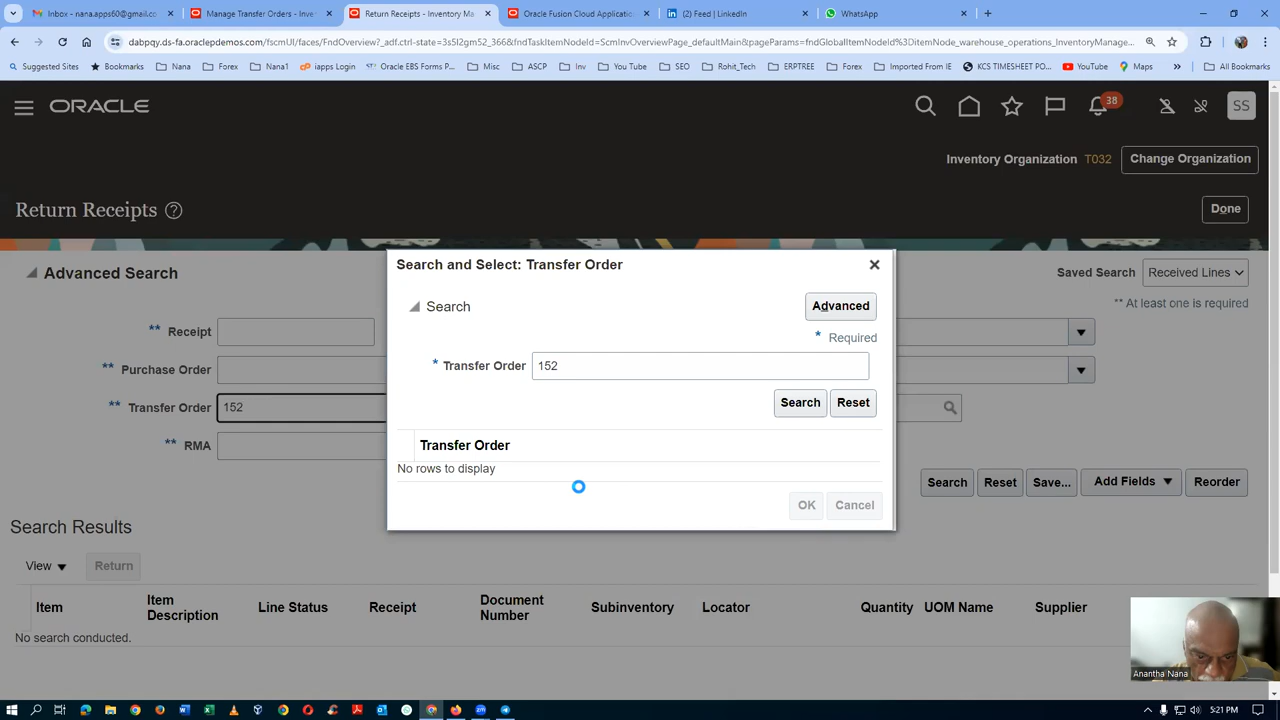 Inbox - nana.apps60@gmail.co
Manage Transfer Orders - Inve
Return Receipts - Inventory Ma
Oracle Fusion Cloud Application
(2) Feed | LinkedIn
WhatsApp
dabpqy.ds-fa.oraclepdemos.com/fscmUI/faces/FndOverview?_adf.ctrl-state=3s5l2gm52_366&fndTaskItemNodeId=ScmInvOverviewPage_defaultMain&pageParams=fndGlobalItemNodeId%3DitemNode_warehouse_operations_InventoryManage...
Suggested Sites
Bookmarks
Nana
Forex
Nana1
iapps Login
Oracle EBS Forms P...
Misc
ASCP
Inv
You Tube
SEO
Rohit_Tech
ERPTREE
Forex
Imported From IE
KCS TIMESHEET PO...
YouTube
Maps
All Bookmarks
ORACLE
38
SS
Inventory Organization T032
Change Organization
Return Receipts
Done
Advanced Search
Saved Search
Received Lines
** At least one is required
** Receipt
** Purchase Order
** Transfer Order 152
** RMA
Search and Select: Transfer Order
Search
Advanced
* Required
* Transfer Order 152
Search
Reset
Transfer Order
No rows to display
OK
Cancel
Search
Reset
Save...
Add Fields
Reorder
Search Results
View
Return
Item
Item Description
Line Status
Receipt
Document Number
Subinventory
Locator
Quantity
UOM Name
Supplier
No search conducted.
Anantha Nana
5:21 PM